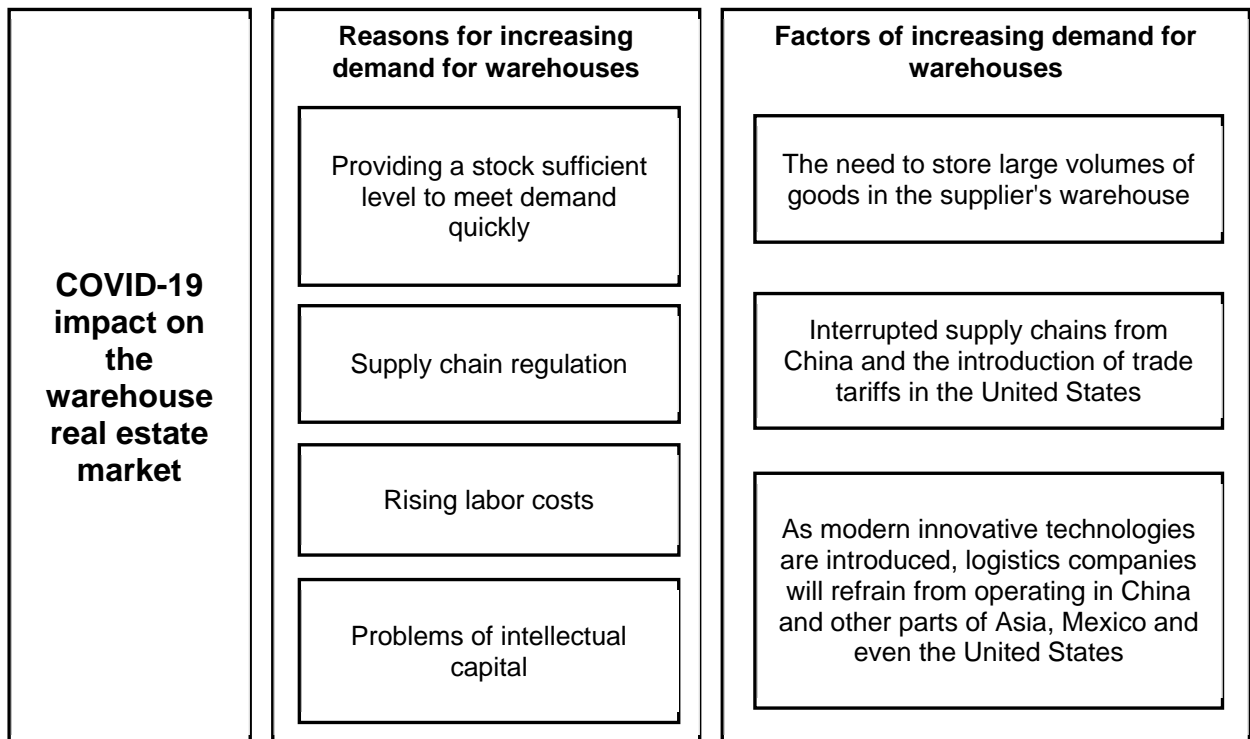 COVID-19
impact on
the
warehouse
real estate
market
Reasons for increasing
demand for warehouses
Providing a stock sufficient
level to meet demand
quickly
Supply chain regulation
Rising labor costs
Problems of intellectual
capital
Factors of increasing demand for
warehouses
The need to store large volumes of
goods in the supplier's warehouse
Interrupted supply chains from
China and the introduction of trade
tariffs in the United States
As modern innovative technologies
are introduced, logistics companies
will refrain from operating in China
and other parts of Asia, Mexico and
even the United States